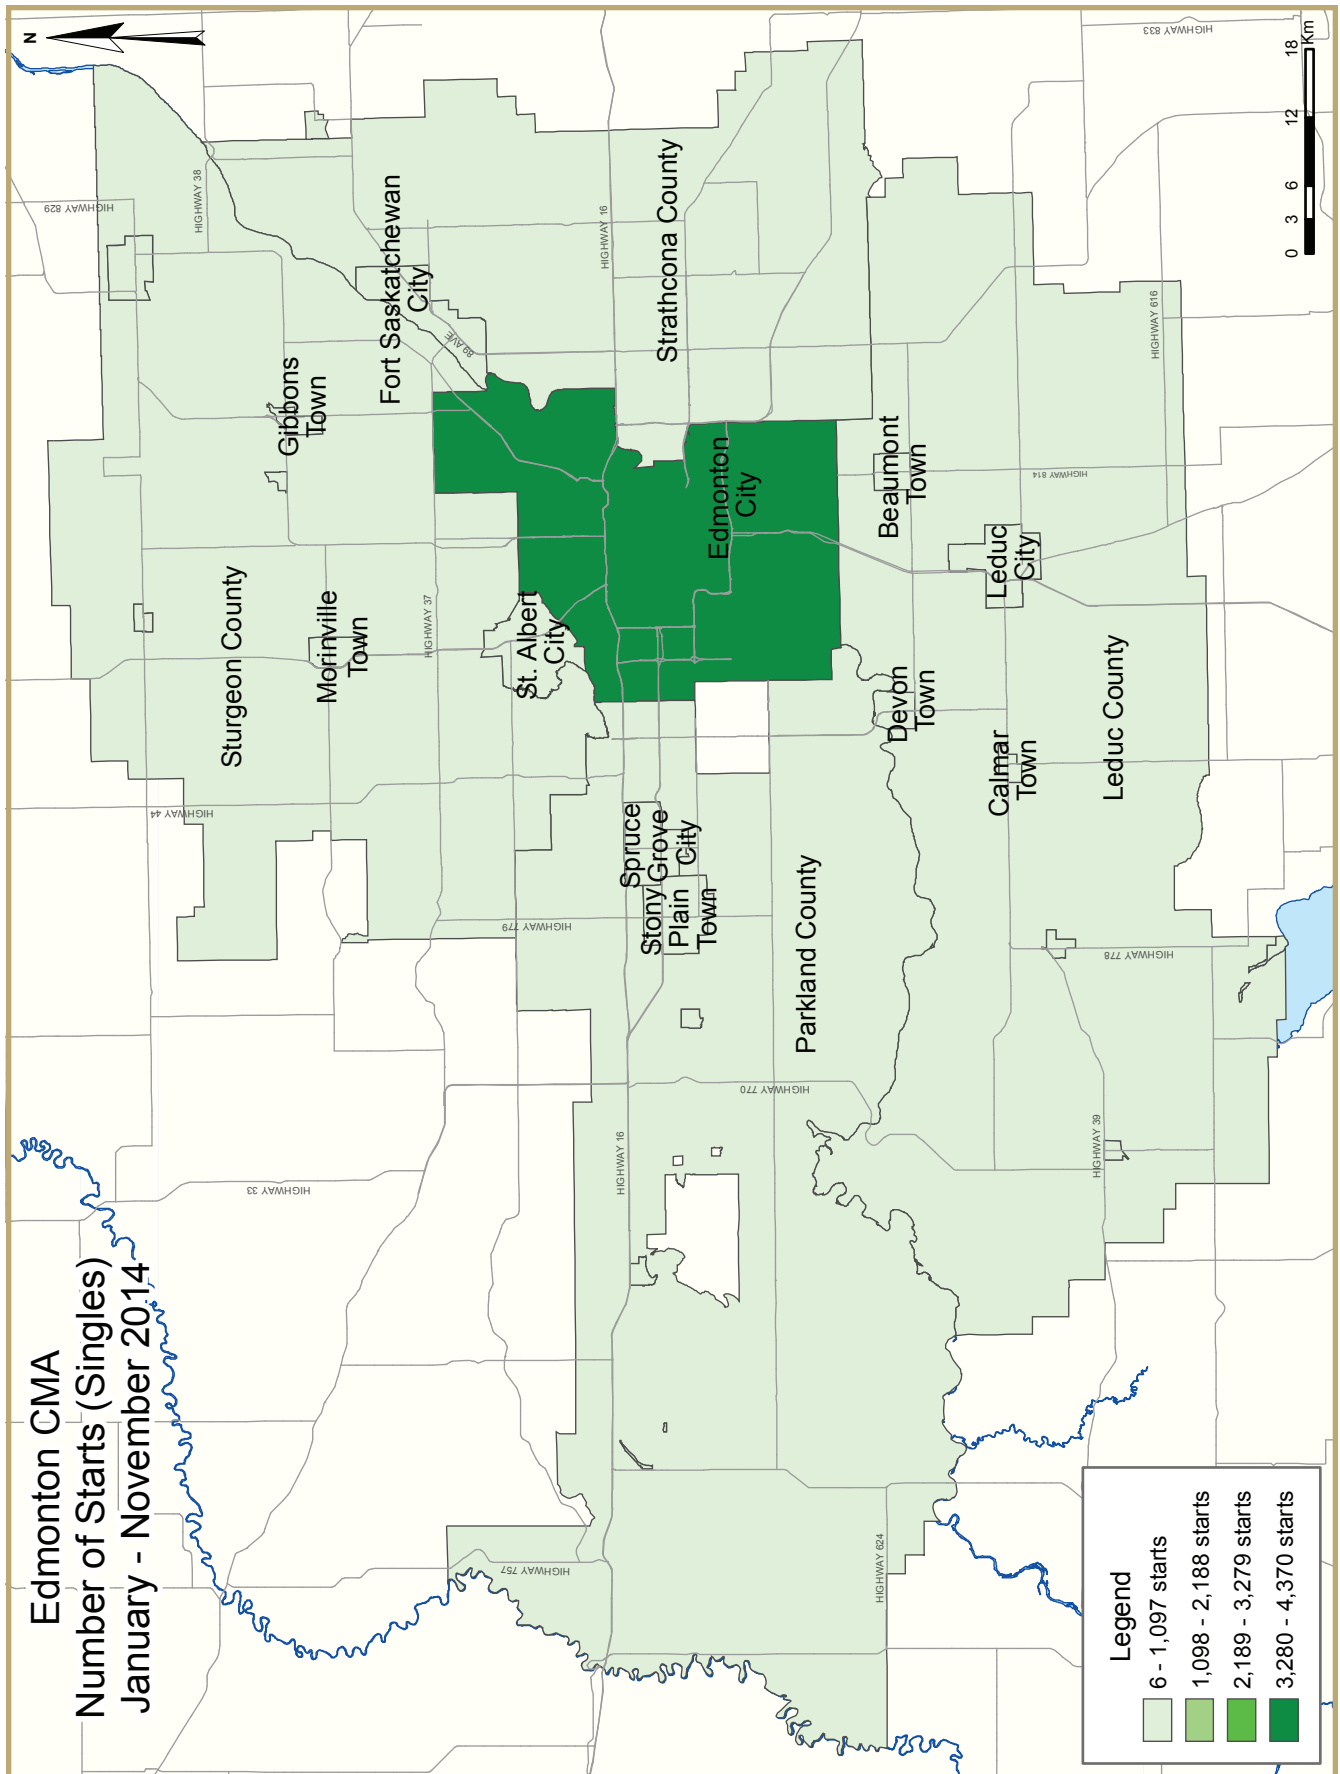 Edmonton CMA
Number of Starts (Singles)
January - November 2014
N
HIGHWAY 829
HIGHWAY 38
HIGHWAY 833
HIGHWAY 44
HIGHWAY 33
Gibbons
Town
Fort Saskatchewan
City
89 AVE
Sturgeon County
Morinville
Town
HIGHWAY 37
HIGHWAY 779
St. Albert
City
HIGHWAY 16
Strathcona County
Edmonton
City
Spruce
Grove
City
Stony
Plain
Town
HIGHWAY 16
HIGHWAY 757
HIGHWAY 770
Parkland County
HIGHWAY 624
Beaumont
Town
Devon
Town
Leduc
City
Calmar
Town
HIGHWAY 814
HIGHWAY 616
Leduc County
HIGHWAY 778
HIGHWAY 39
Legend
6 - 1,097 starts
1,098 - 2,188 starts
2,189 - 3,279 starts
3,280 - 4,370 starts
0 3 6 12 18
Km